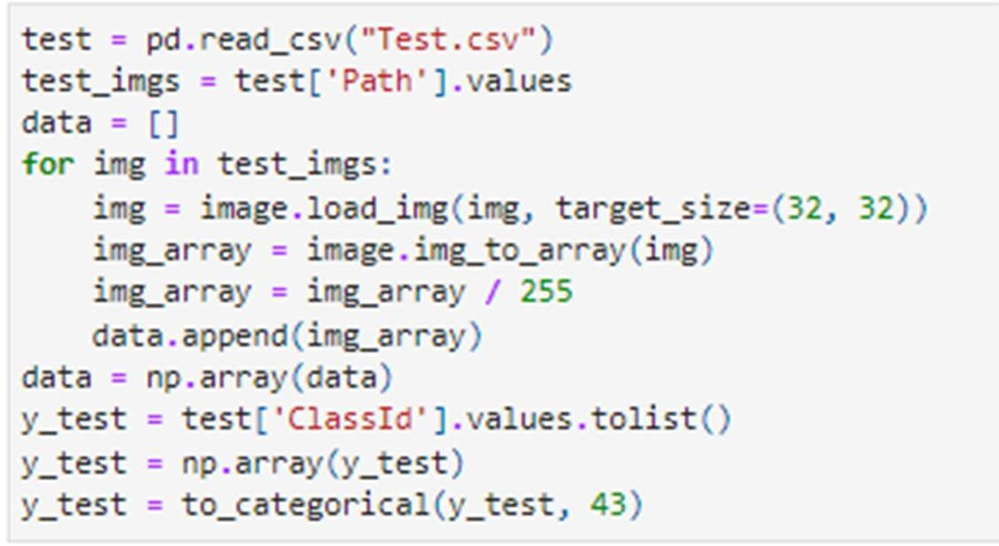 test = pd.read_csv("Test.csv")
test_imgs = test['Path'].values
data = []
for img in test_imgs:
    img = image.load_img(img, target_size=(32, 32))
    img_array = image.img_to_array(img)
    img_array = img_array / 255
    data.append(img_array)
data = np.array(data)
y_test = test['ClassId'].values.tolist()
y_test = np.array(y_test)
y_test = to_categorical(y_test, 43)